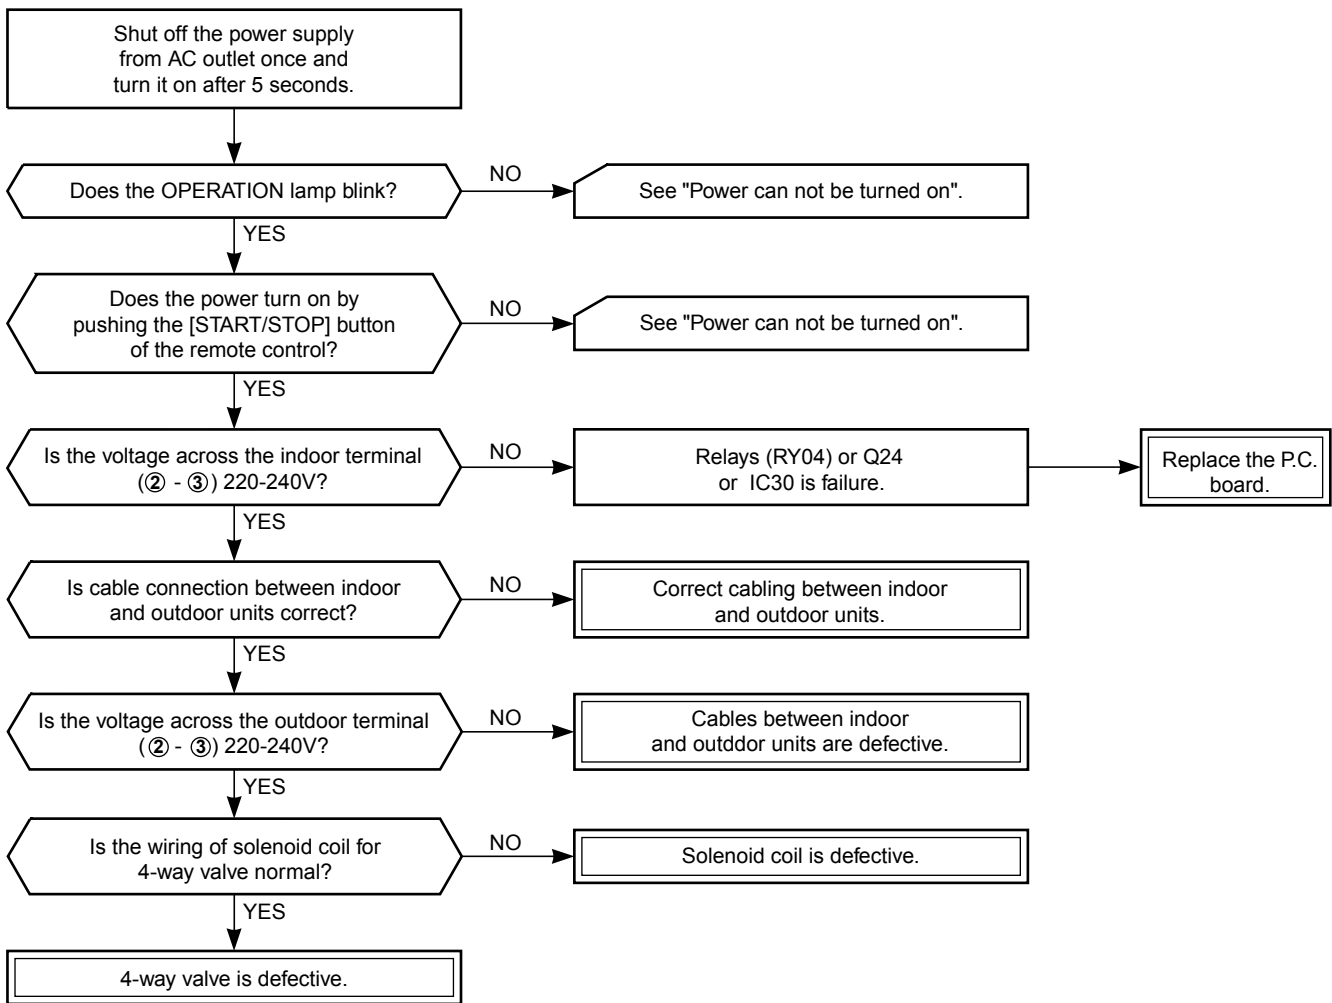 Shut off the power supply
from AC outlet once and
turn it on after 5 seconds.
Does the OPERATION lamp blink?
NO
See "Power can not be turned on".
YES
Does the power turn on by
pushing the [START/STOP] button
of the remote control?
NO
See "Power can not be turned on".
YES
Is the voltage across the indoor terminal
(② - ③) 220-240V?
NO
Relays (RY04) or Q24
or IC30 is failure.
Replace the P.C.
board.
YES
Is cable connection between indoor
and outdoor units correct?
NO
Correct cabling between indoor
and outdoor units.
YES
Is the voltage across the outdoor terminal
(② - ③) 220-240V?
NO
Cables between indoor
and outddor units are defective.
YES
Is the wiring of solenoid coil for
4-way valve normal?
NO
Solenoid coil is defective.
YES
4-way valve is defective.